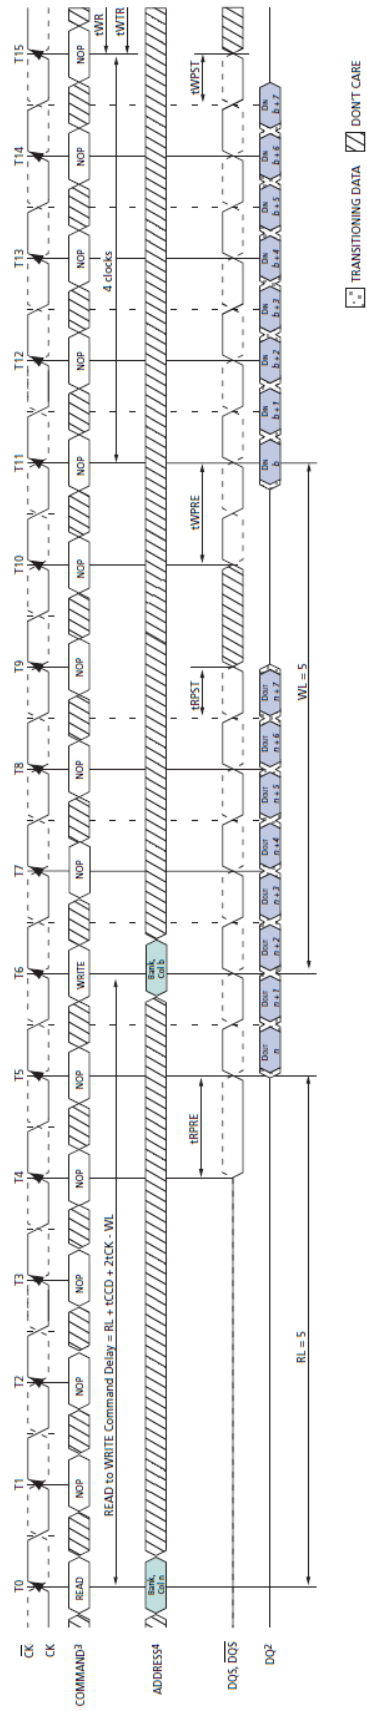 T0 T1 T2 T3 T4 T5 T6 T7 T8 T9 T10 T11 T12 T13 T14 T15
CK
CK
COMMAND3 READ NOP NOP NOP NOP NOP WRITE NOP NOP NOP NOP NOP NOP NOP NOP NOP
tWR
READ to WRITE Command Delay = RL + tCCD + 2tCK - WL
4 clocks
tWTR
ADDRESS4 Bank, Col n Bank, Col b
tRPRE tRPST tWPRE tWPST
DQS, DQS
DQ2 DOUT n DOUT n + 1 DOUT n + 2 DOUT n + 3 DOUT n + 4 DOUT n + 5 DOUT n + 6 DOUT n + 7 DIN b DIN b + 1 DIN b + 2 DIN b + 3 DIN b + 4 DIN b + 5 DIN b + 6 DIN b + 7
RL = 5 WL = 5
TRANSITIONING DATA DON'T CARE